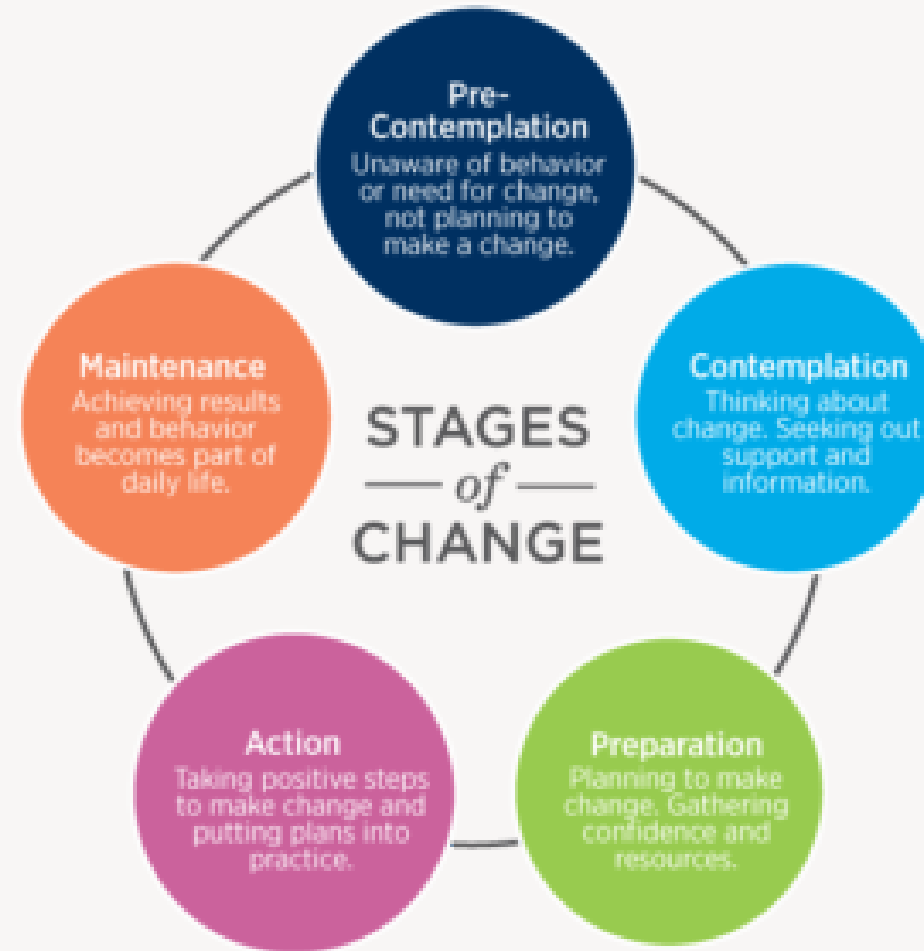 Pre-
Contemplation
Unaware of behavior
or need for change,
not planning to
make a change.
Contemplation
Thinking about
change. Seeking out
support and
information.
Preparation
Planning to make
change. Gathering
confidence and
resources.
Action
Taking positive steps
to make change and
putting plans into
practice.
Maintenance
Achieving results
and behavior
becomes part of
daily life.
STAGES
of
CHANGE